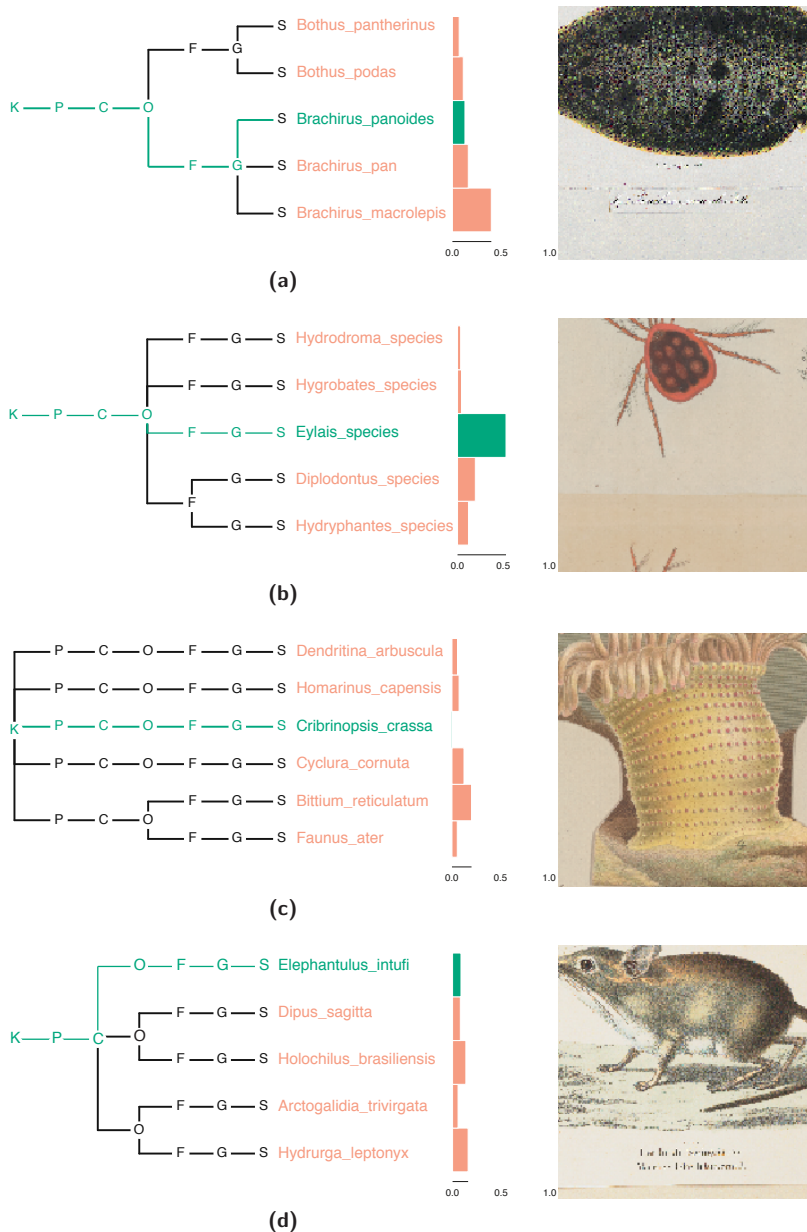 S Bothus_pantherinus
F G
S Bothus_podas
K P C O
S Brachirus_panoides
F G S Brachirus_pan
S Brachirus_macrolepis
0.0 0.5 1.0
(a)
F G S Hydrodroma_species
F G S Hygrobates_species
K P C O
F G S Eylais_species
G S Diplodontus_species
F
G S Hydryphantes_species
0.0 0.5 1.0
(b)
P C O F G S Dendritina_arbuscula
P C O F G S Homarinus_capensis
K P C O F G S Cribrinopsis_crassa
P C O F G S Cyclura_cornuta
F G S Bittium_reticulatum
P C O
F G S Faunus_ater
0.0 0.5 1.0
(c)
O F G S Elephantulus_intufi
F G S Dipus_sagitta
K P C O
F G S Holochilus_brasiliensis
F G S Arctogalidia_trivirgata
O
F G S Hydrurga_leptonyx
0.0 0.5 1.0
(d)